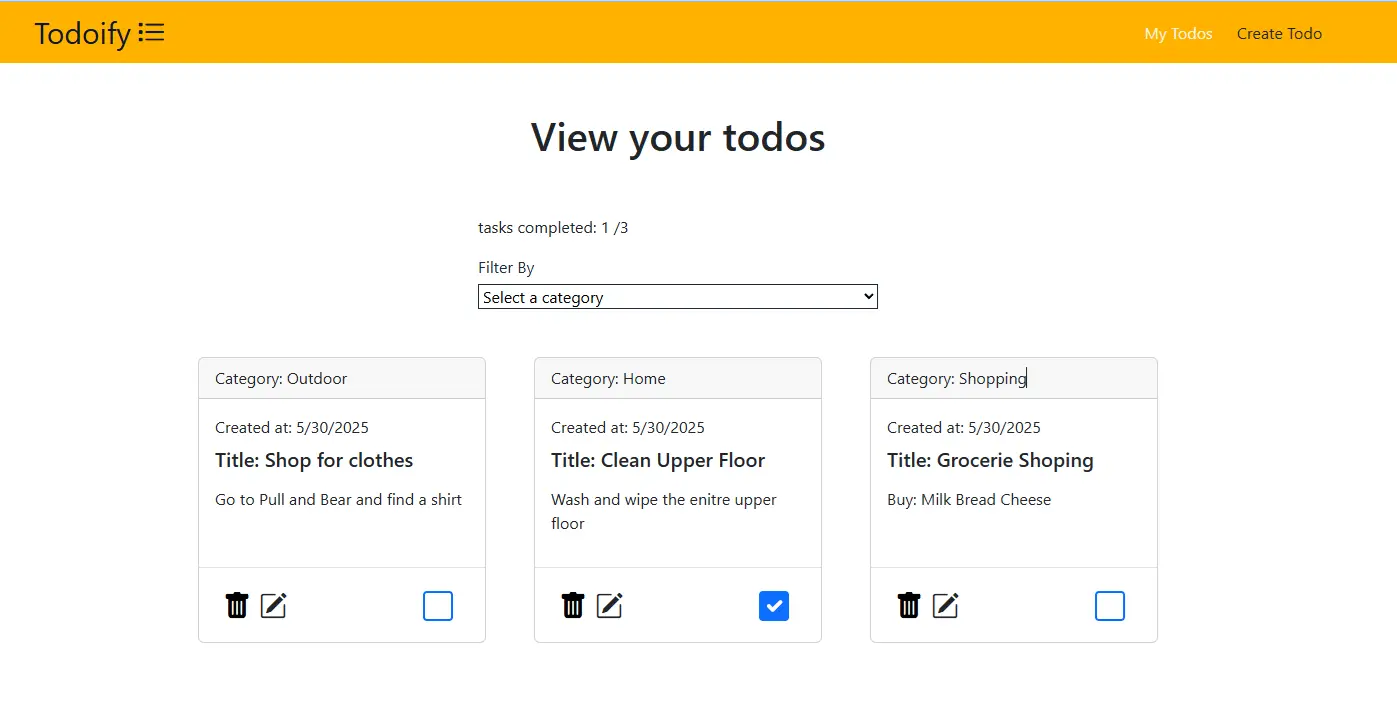 Todoify
My Todos
Create Todo
View your todos
tasks completed: 1 /3
Filter By
Select a category
Category: Outdoor
Created at: 5/30/2025
Title: Shop for clothes
Go to Pull and Bear and find a shirt
Category: Home
Created at: 5/30/2025
Title: Clean Upper Floor
Wash and wipe the enitre upper
floor
Category: Shopping
Created at: 5/30/2025
Title: Grocerie Shoping
Buy: Milk Bread Cheese